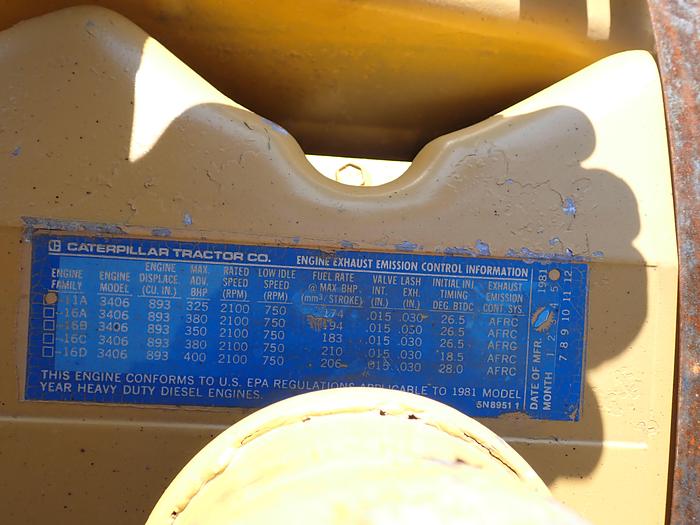 CATERPILLAR TRACTOR CO. ENGINE EXHAUST EMISSION CONTROL INFORMATION
ENGINE FAMILY ENGINE MODEL ENGINE DISPLACE. (CU. IN.) MAX. ADV. BHP RATED SPEED (RPM) LOW IDLE SPEED (RPM) FUEL RATE @ MAX. BHP (mm³/STROKE) VALVE LASH INT. (IN.) EXH. (IN.) INITIAL INJ. TIMING DEG. BTDC EXHAUST EMISSION CONT. SYS.
-11A 3406 893 325 2100 750 174 .015 .030 26.5 AFRC
-16A 3406 893 380 2100 750 194 .015 .030 26.5 AFRC
-16B 3406 893 350 2100 750 183 .015 .030 26.5 AFRC
-16C 3406 893 380 2100 750 210 .015 .030 18.5 AFRC
-16D 3406 893 400 2100 750 206 .015 .030 28.0 AFRC
THIS ENGINE CONFORMS TO U.S. EPA REGULATIONS APPLICABLE TO 1981 MODEL
YEAR HEAVY DUTY DIESEL ENGINES.
5N8951 1
DATE OF MFR. 1981
MONTH 1 2 4 5
7 8 9 10 11 12